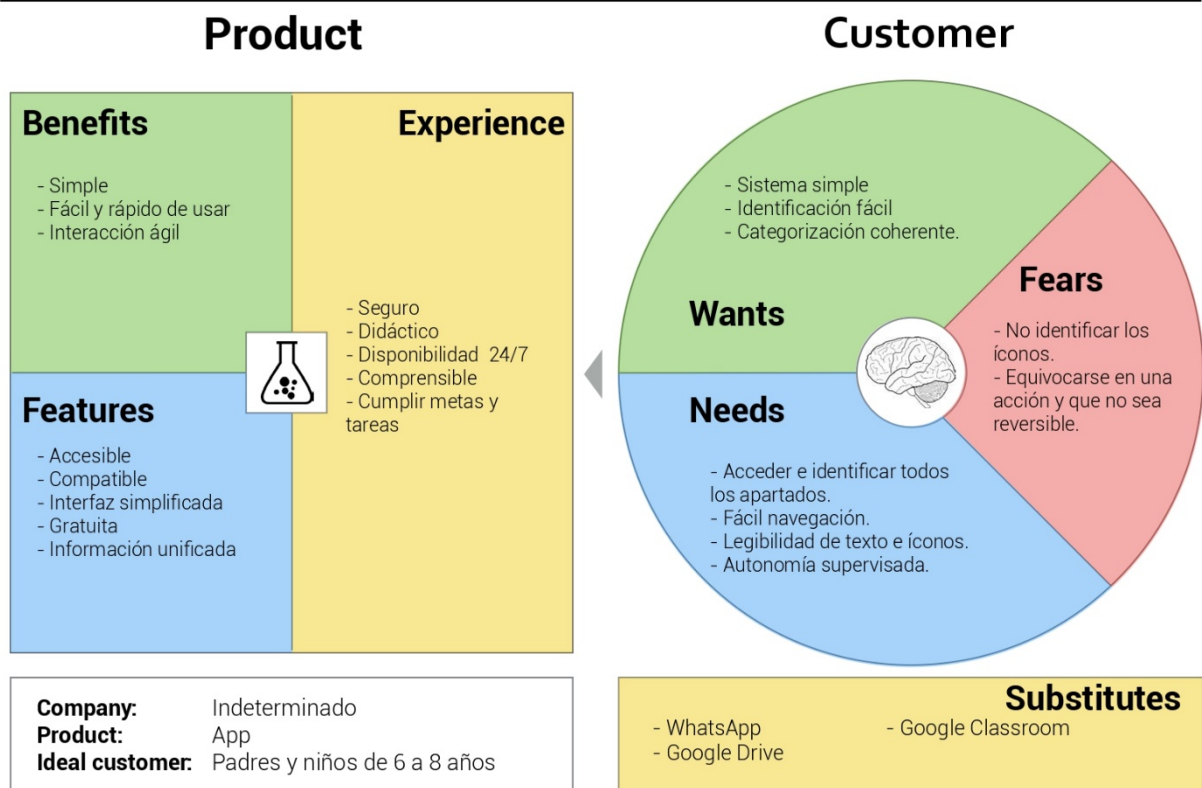 Product
Benefits
- Simple
- Fácil y rápido de usar
- Interacción ágil
Experience
- Seguro
- Didáctico
- Disponibilidad 24/7
- Comprensible
- Cumplir metas y
tareas
Features
- Accesible
- Compatible
- Interfaz simplificada
- Gratuita
- Información unificada
Company: Indeterminado
Product: App
Ideal customer: Padres y niños de 6 a 8 años
Customer
- Sistema simple
- Identificación fácil
- Categorización coherente.
Wants
Fears
- No identificar los
íconos.
- Equivocarse en una
acción y que no sea
reversible.
Needs
- Acceder e identificar todos
los apartados.
- Fácil navegación.
- Legibilidad de texto e íconos.
- Autonomía supervisada.
Substitutes
- WhatsApp
- Google Drive
- Google Classroom